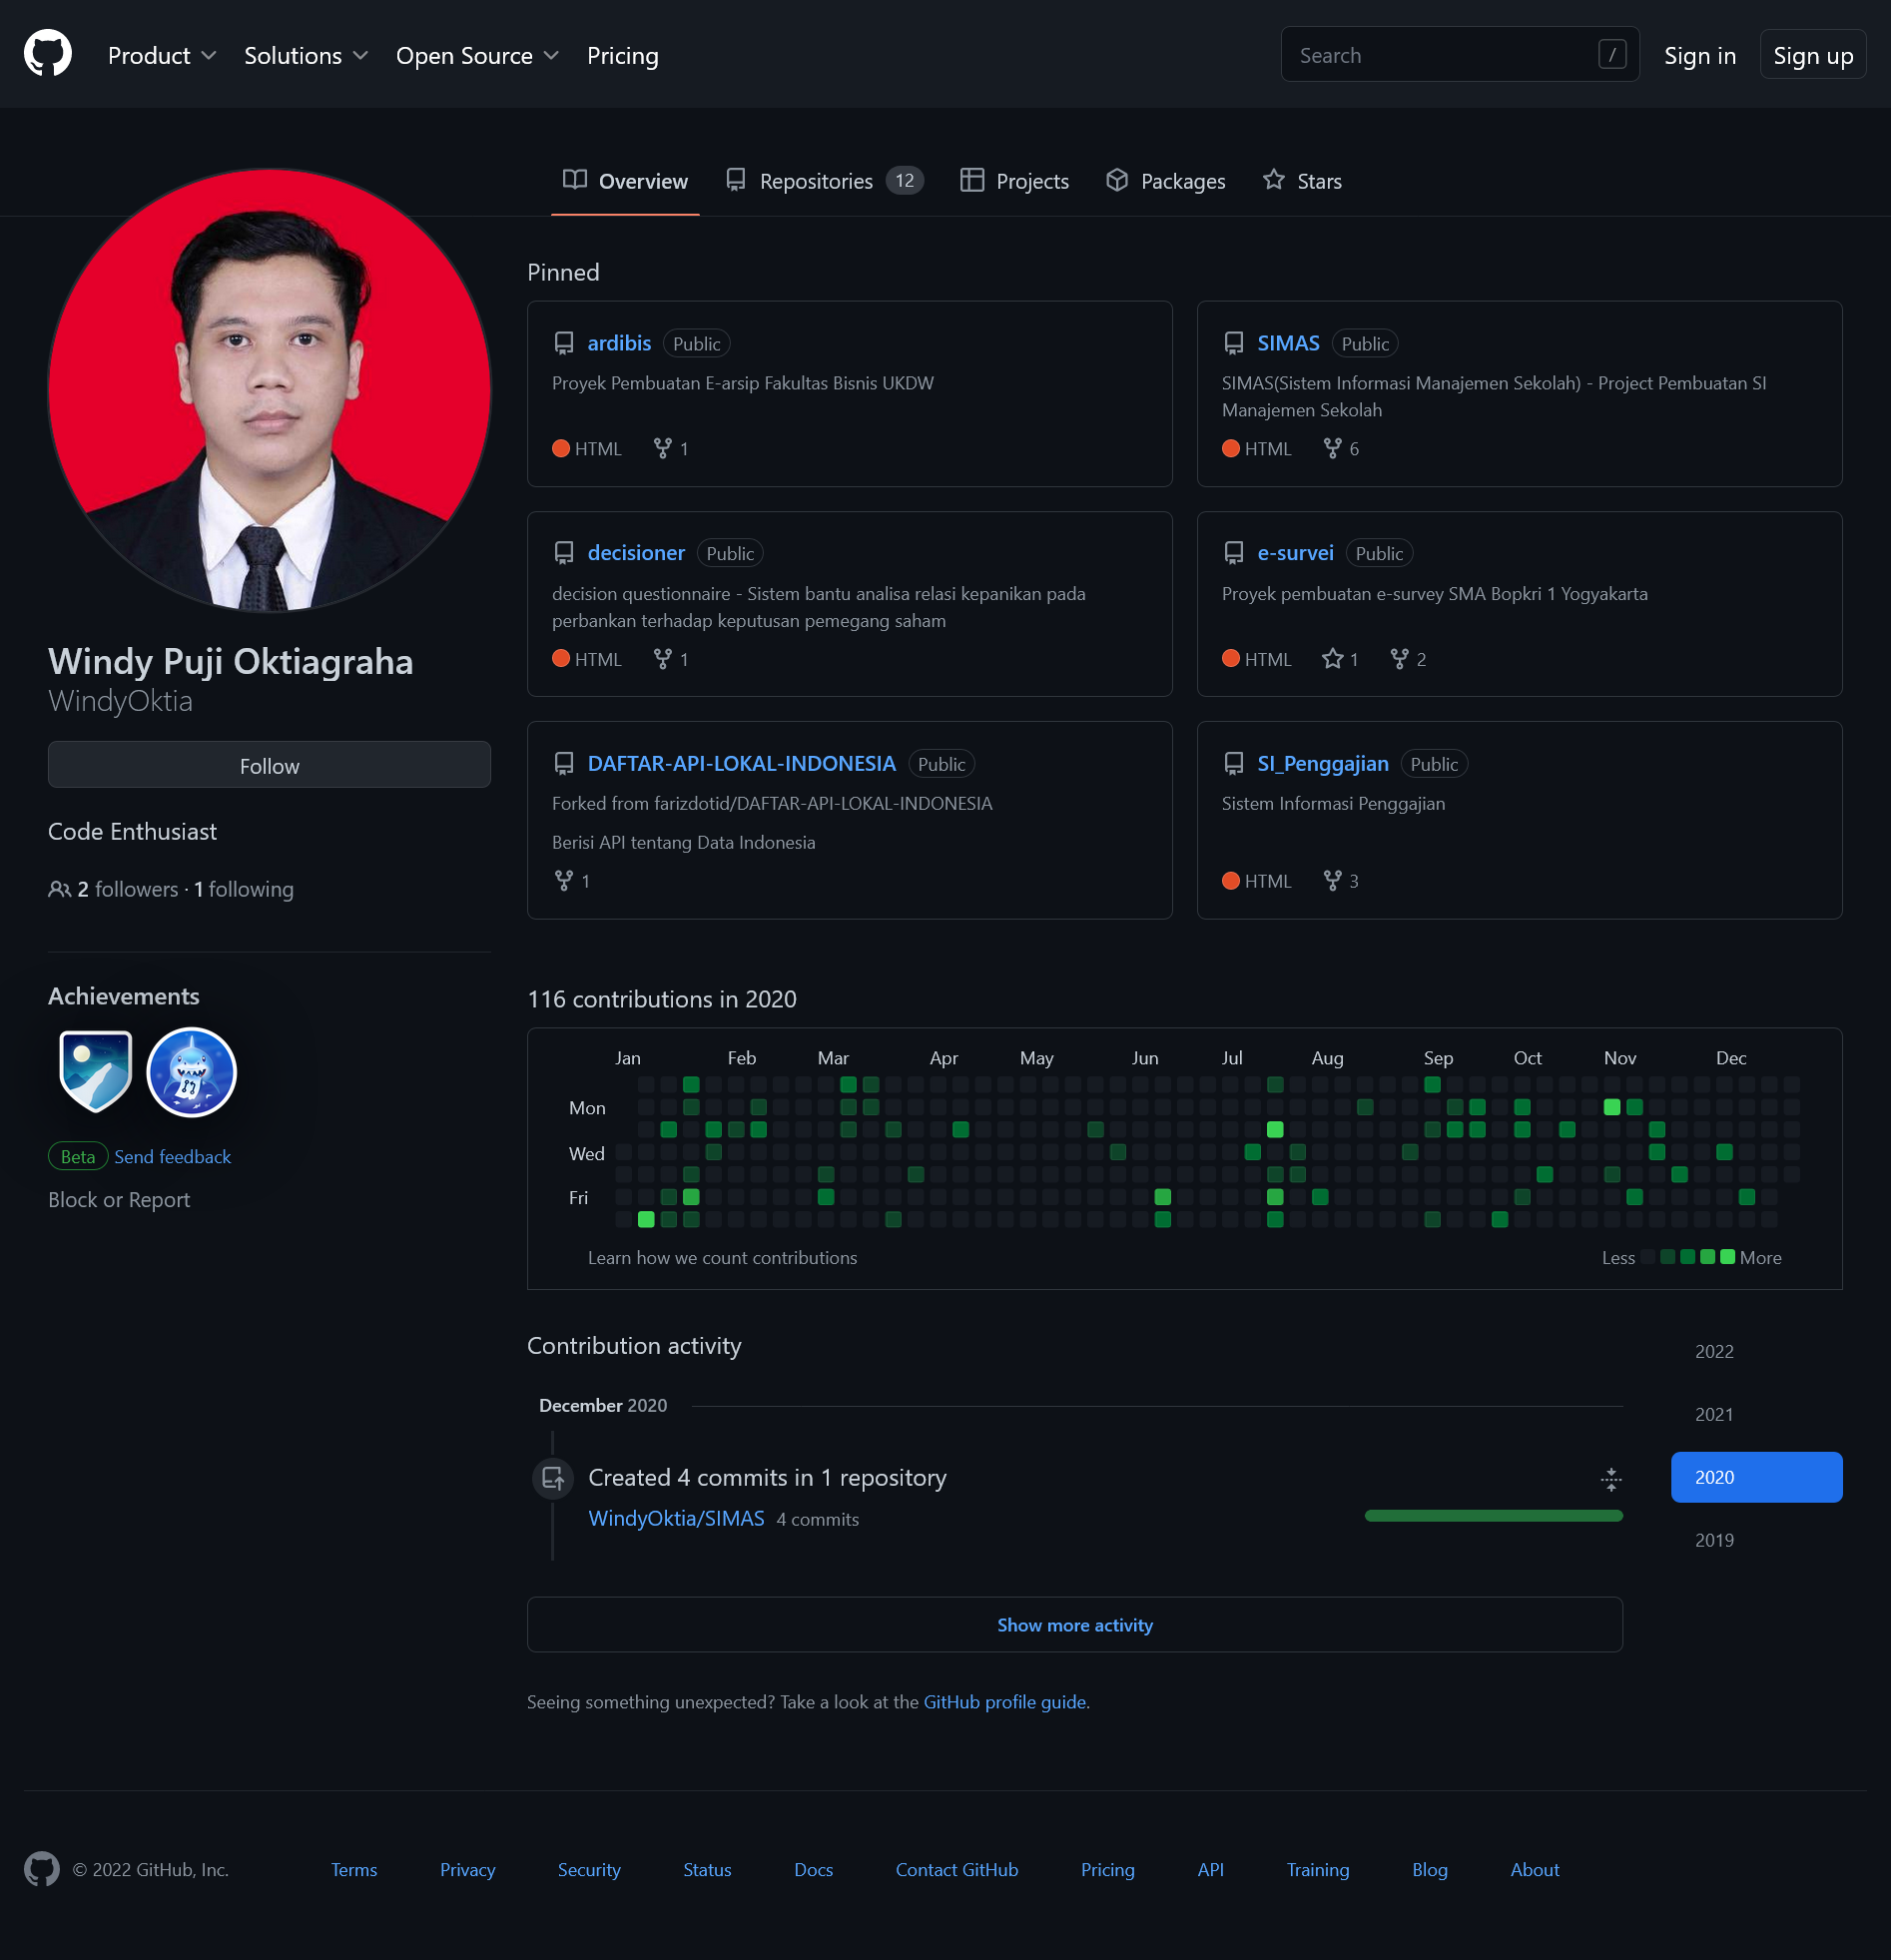 Product Solutions Open Source Pricing Search / Sign in Sign up
Overview Repositories 12 Projects Packages Stars
Windy Puji Oktiagraha
WindyOktia
Follow
Code Enthusiast
2 followers · 1 following
Achievements
Beta Send feedback
Block or Report
Pinned
ardibis Public
Proyek Pembuatan E-arsip Fakultas Bisnis UKDW
HTML 1
SIMAS Public
SIMAS(Sistem Informasi Manajemen Sekolah) - Project Pembuatan SI
Manajemen Sekolah
HTML 6
decisioner Public
decision questionnaire - Sistem bantu analisa relasi kepanikan pada
perbankan terhadap keputusan pemegang saham
HTML 1
e-survei Public
Proyek pembuatan e-survey SMA Bopkri 1 Yogyakarta
HTML 1 2
DAFTAR-API-LOKAL-INDONESIA Public
Forked from farizdotid/DAFTAR-API-LOKAL-INDONESIA
Berisi API tentang Data Indonesia
1
SI_Penggajian Public
Sistem Informasi Penggajian
HTML 3
116 contributions in 2020
Jan Feb Mar Apr May Jun Jul Aug Sep Oct Nov Dec
Mon
Wed
Fri
Learn how we count contributions
Less More
Contribution activity
December 2020
Created 4 commits in 1 repository
WindyOktia/SIMAS 4 commits
Show more activity
Seeing something unexpected? Take a look at the GitHub profile guide.
2022
2021
2020
2019
© 2022 GitHub, Inc. Terms Privacy Security Status Docs Contact GitHub Pricing API Training Blog About